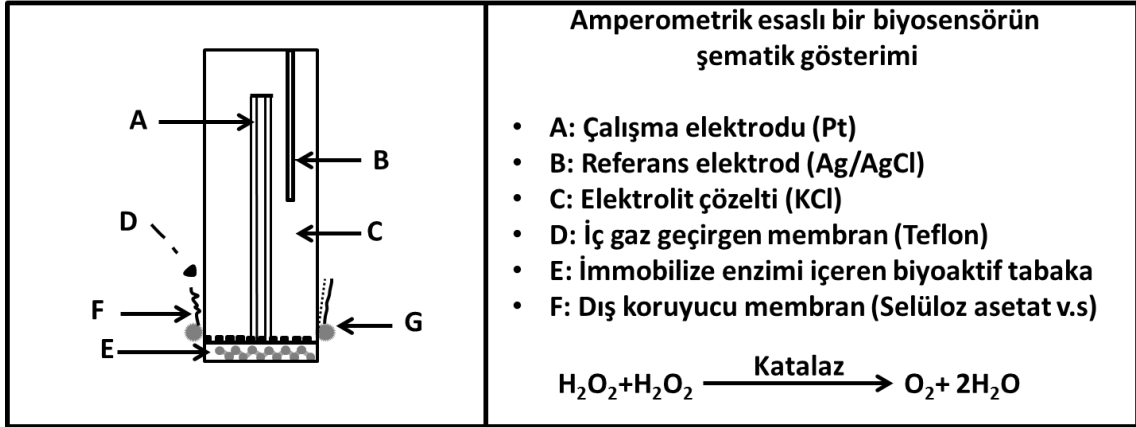 A
B
C
D
F
G
E
Amperometrik esaslı bir biyosensörün
şematik gösterimi
• A: Çalışma elektrodu (Pt)
• B: Referans elektrod (Ag/AgCl)
• C: Elektrolit çözelti (KCl)
• D: İç gaz geçirgen membran (Teflon)
• E: İmmobilize enzimi içeren biyoaktif tabaka
• F: Dış koruyucu membran (Selüloz asetat v.s)
Katalaz
H₂O₂+H₂O₂ ⟶ O₂+ 2H₂O